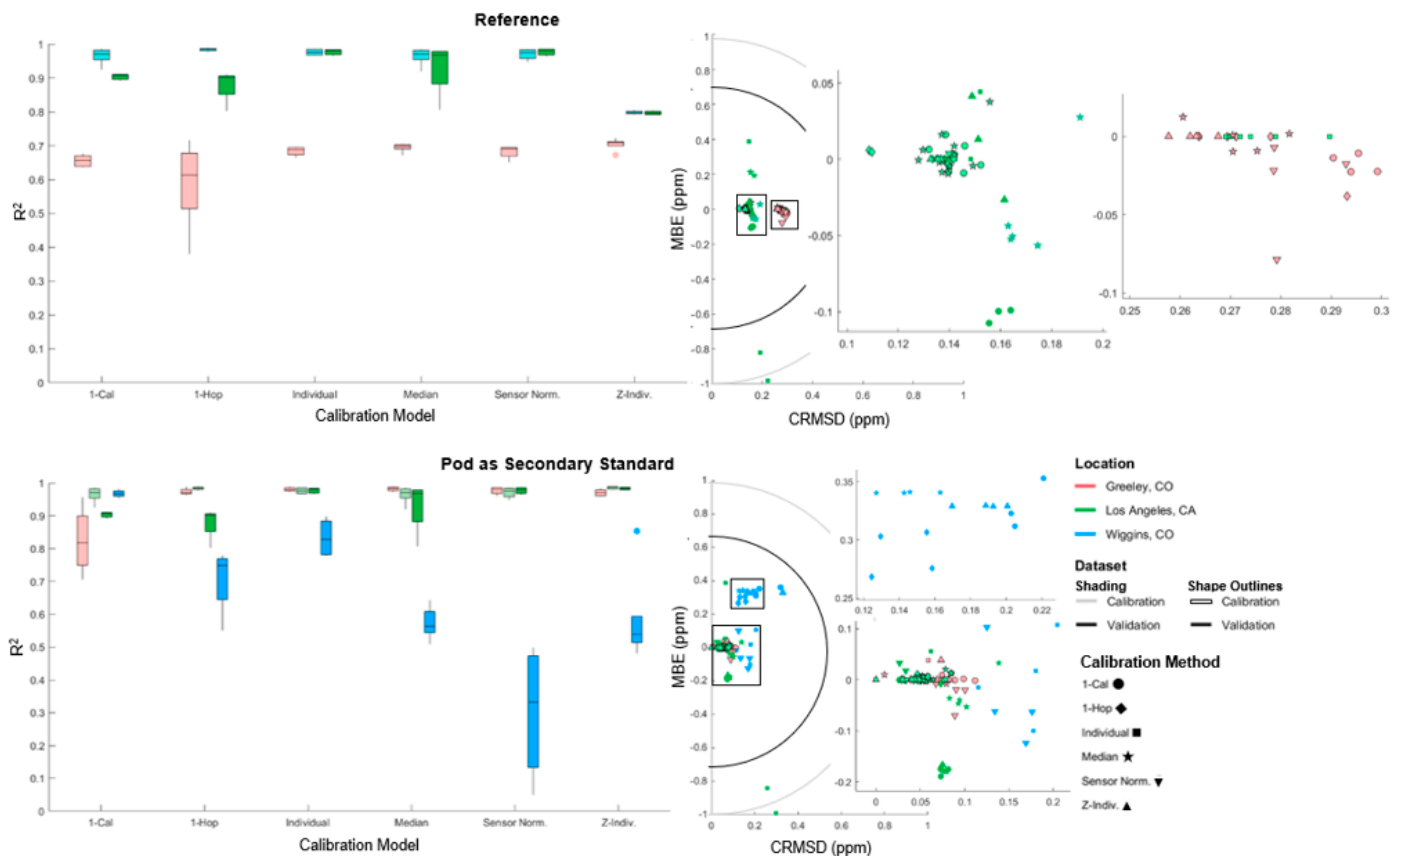 Reference
1
0.9
0.8
0.7
0.6
0.5
0.4
0.3
0.2
0.1
0
R2
1-Cal
1-Hop
Individual
Median
Sensor Norm.
Z-Indiv.
Calibration Model
1
0.8
0.6
0.4
0.2
0
-0.2
-0.4
-0.6
-0.8
-1
MBE (ppm)
0
0.2
0.4
0.6
0.8
1
CRMSD (ppm)
0.05
0
-0.05
-0.1
0.1
0.12
0.14
0.16
0.18
0.2
0
-0.05
-0.1
0.25
0.26
0.27
0.28
0.29
0.3
Pod as Secondary Standard
1
0.9
0.8
0.7
0.6
0.5
0.4
0.3
0.2
0.1
0
R2
1-Cal
1-Hop
Individual
Median
Sensor Norm.
Z-Indiv.
Calibration Model
1
0.8
0.6
0.4
0.2
0
-0.2
-0.4
-0.6
-0.8
-1
MBE (ppm)
0
0.2
0.4
0.6
0.8
1
CRMSD (ppm)
0.35
0.3
0.25
0.12
0.14
0.16
0.18
0.2
0.22
0.1
0
-0.1
-0.2
0
0.05
0.1
0.15
0.2
Location
Greeley, CO
Los Angeles, CA
Wiggins, CO
Dataset
Shading Shape Outlines
Calibration Calibration
Validation Validation
Calibration Method
1-Cal
1-Hop
Individual
Median
Sensor Norm.
Z-Indiv.